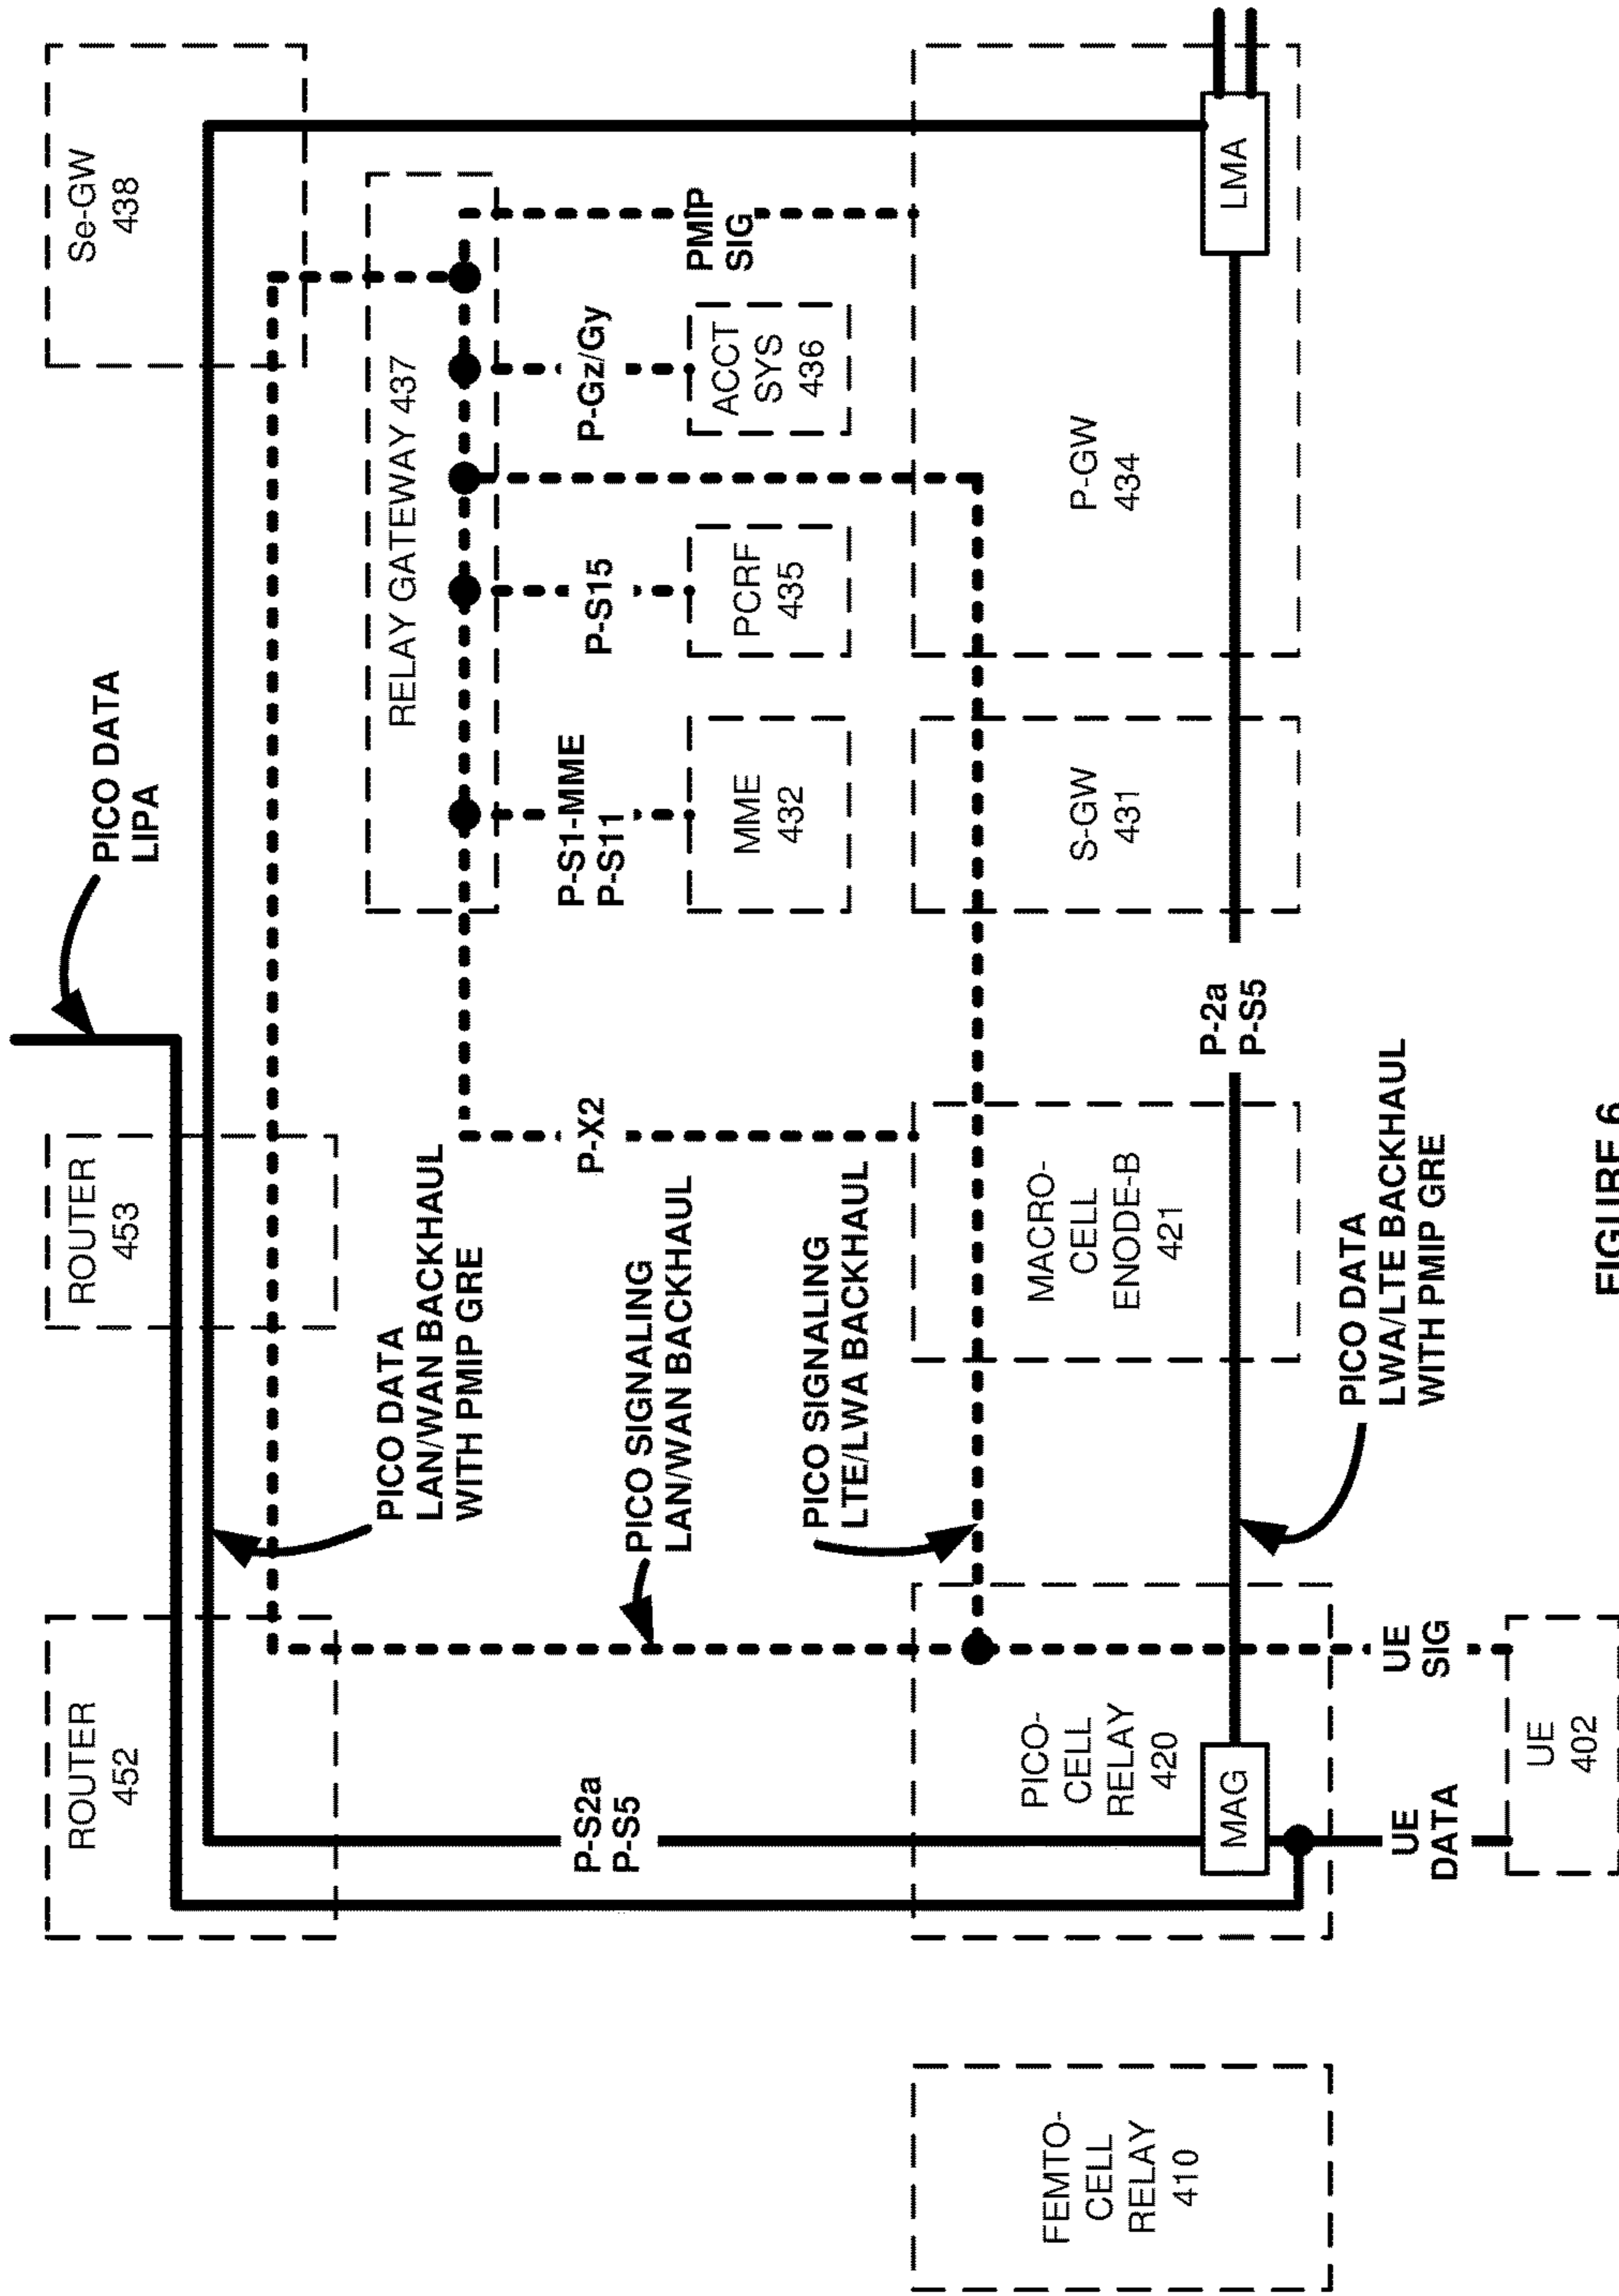 ROUTER
452
ROUTER
453
PICO DATA
LIPA
Se-GW
438
PICO DATA
LAN/WAN BACKHAUL
WITH PMIP GRE
RELAY GATEWAY 437
P-S2a
P-S5
PICO SIGNALING
LAN/WAN BACKHAUL
P-X2
P-S1-MME
P-S11
P-S15
P-Gz/Gy
PMIP
SIG
MME
432
PCRF
435
ACCT
SYS
436
PICO SIGNALING
LTE/LWA BACKHAUL
FEMTO-
CELL
RELAY
410
PICO-
CELL
RELAY
420
MACRO-
CELL
ENODE-B
421
S-GW
431
P-GW
434
MAG
P-2a
P-S5
LMA
PICO DATA
LWA/LTE BACKHAUL
WITH PMIP GRE
UE
DATA
UE
SIG
UE
402
FIGURE 6